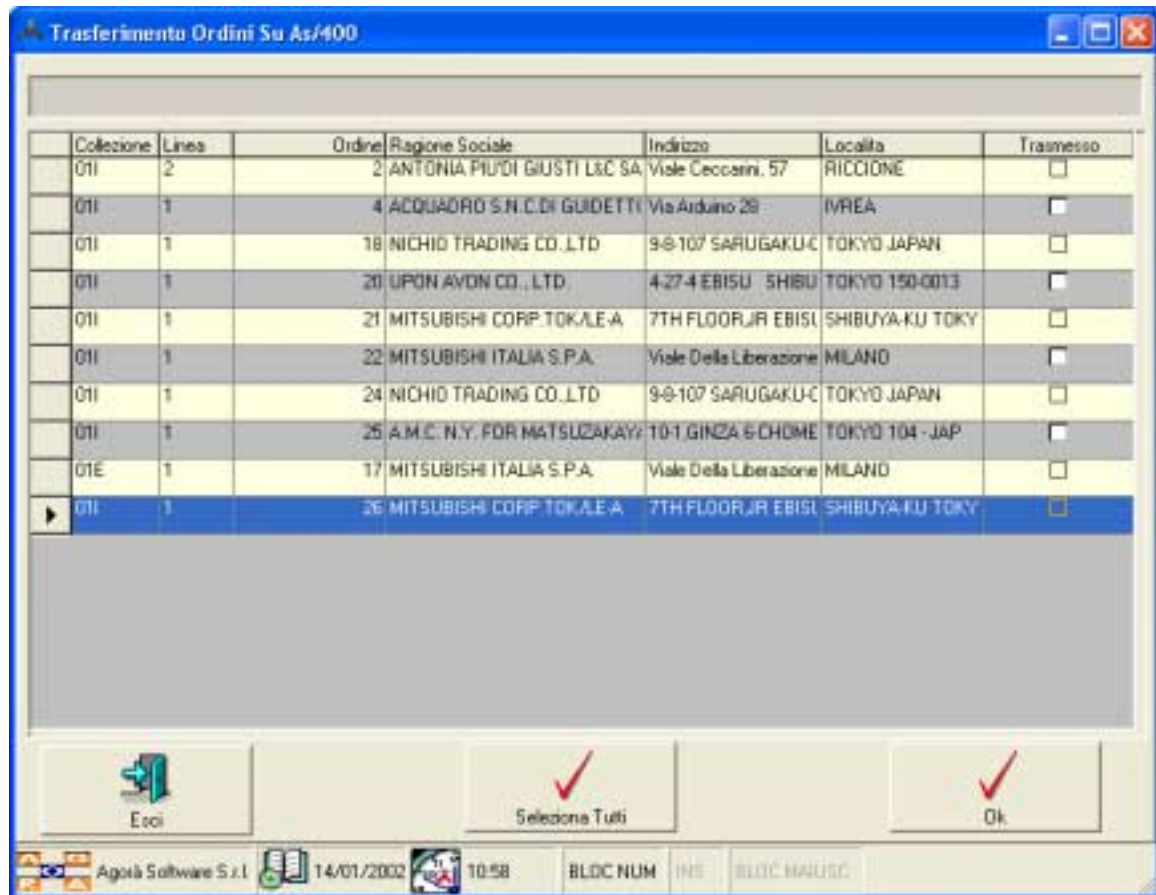 Trasferimento Ordini Su As/400
Collezione Linea Ordine Ragione Sociale Indirizzo Localita Trasmesso
01I 2 2 ANTONIA PIU'DI GIUSTI L&C SA Viale Ceccarini, 57 RICCIONE
01I 1 4 ACQUADRO S.N.C.DI GUIDETTI Via Arduino 28 IVREA
01I 1 18 NICHIO TRADING CO.,LTD 9-8-107 SARUGAKU-C TOKYO JAPAN
01I 1 20 UPON AVON CO., LTD. 4-27-4 EBISU SHIBU TOKYO 150-0013
01I 1 21 MITSUBISHI CORP.TOK/LE-A 7TH FLOOR,JR EBISU SHIBUYA-KU TOKY
01I 1 22 MITSUBISHI ITALIA S.P.A. Viale Della Liberazione MILANO
01I 1 24 NICHIO TRADING CO.,LTD 9-8-107 SARUGAKU-C TOKYO JAPAN
01I 1 25 A.M.C. N.Y. FOR MATSUZAKAYA 10-1,GINZA 6-CHOME TOKYO 104 - JAP
01E 1 17 MITSUBISHI ITALIA S.P.A. Viale Della Liberazione MILANO
01I 1 26 MITSUBISHI CORP.TOK/LE-A 7TH FLOOR,JR EBISU SHIBUYA-KU TOKY
Esci Seleziona Tutti Ok
Agorà Software S.r.l. 14/01/2002 10:58 BLOC NUM INS BLOC MAIUSC